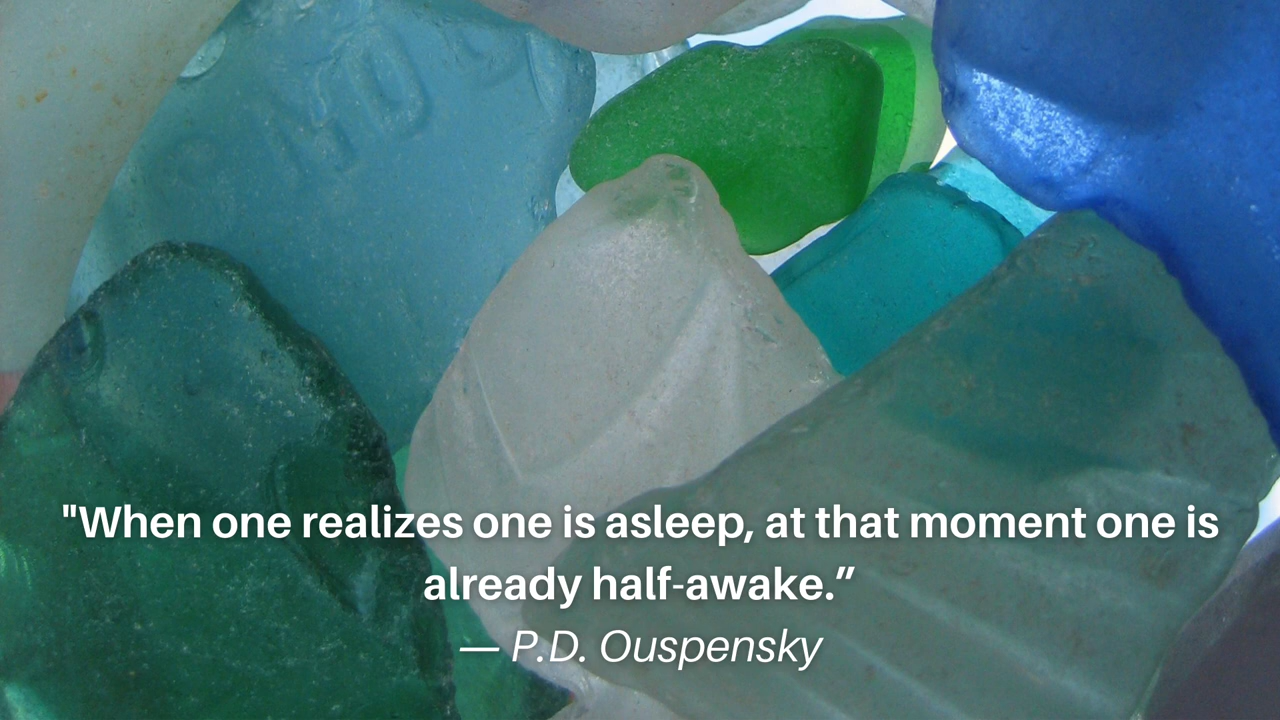 "When one realizes one is asleep, at that moment one is
already half-awake.”
— P.D. Ouspensky